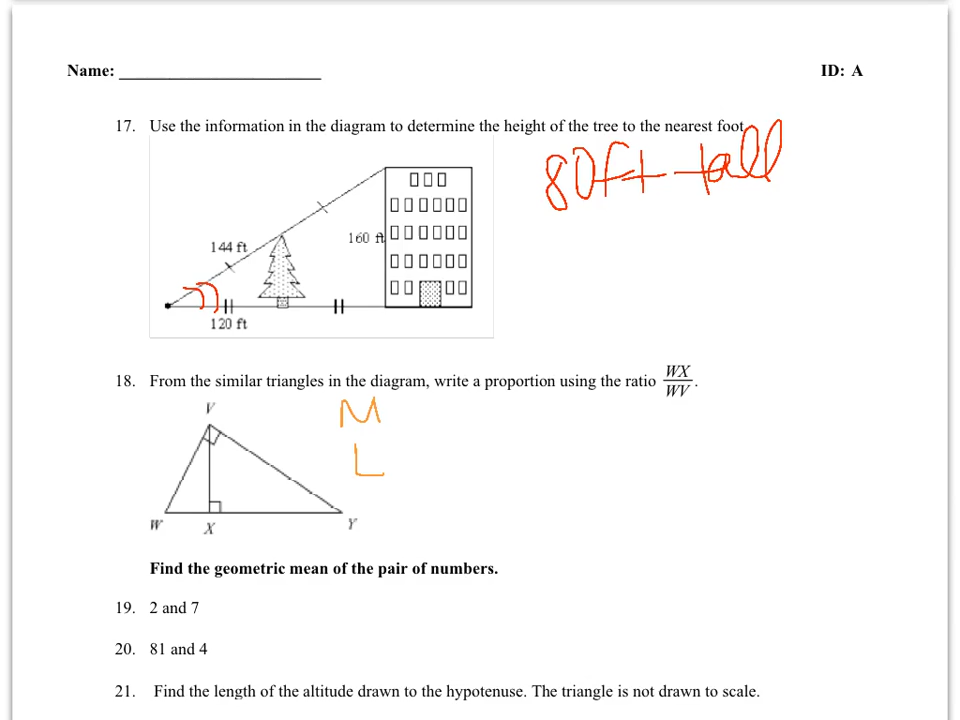 Name: ______________________ ID: A
17. Use the information in the diagram to determine the height of the tree to the nearest foot.
80ft tall
144 ft
160 ft
120 ft
18. From the similar triangles in the diagram, write a proportion using the ratio WX/WV.
M
L
V
W
X
Y
Find the geometric mean of the pair of numbers.
19. 2 and 7
20. 81 and 4
21. Find the length of the altitude drawn to the hypotenuse. The triangle is not drawn to scale.